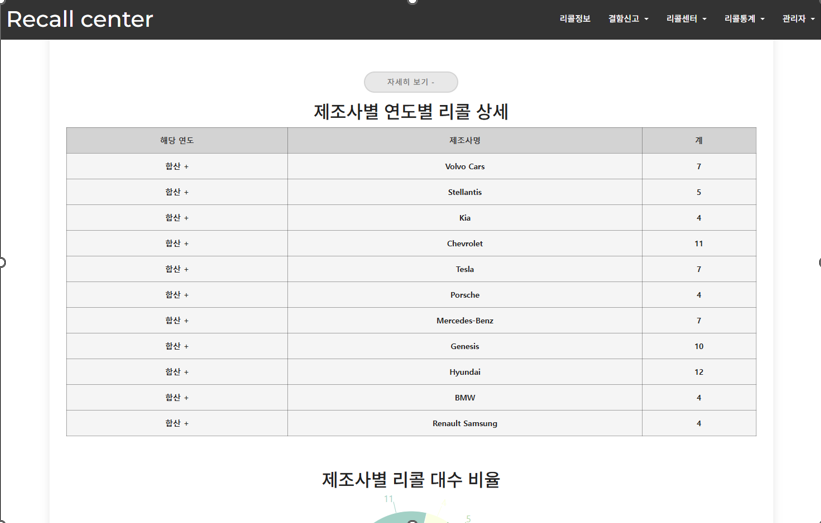 Recall center 리콜정보 결함신고 리콜센터 리콜통계 관리자
자세히 보기 -
제조사별 연도별 리콜 상세
해당 연도 제조사명 계
합산 + Volvo Cars 7
합산 + Stellantis 5
합산 + Kia 4
합산 + Chevrolet 11
합산 + Tesla 7
합산 + Porsche 4
합산 + Mercedes-Benz 7
합산 + Genesis 10
합산 + Hyundai 12
합산 + BMW 4
합산 + Renault Samsung 4
제조사별 리콜 대수 비율
11
5